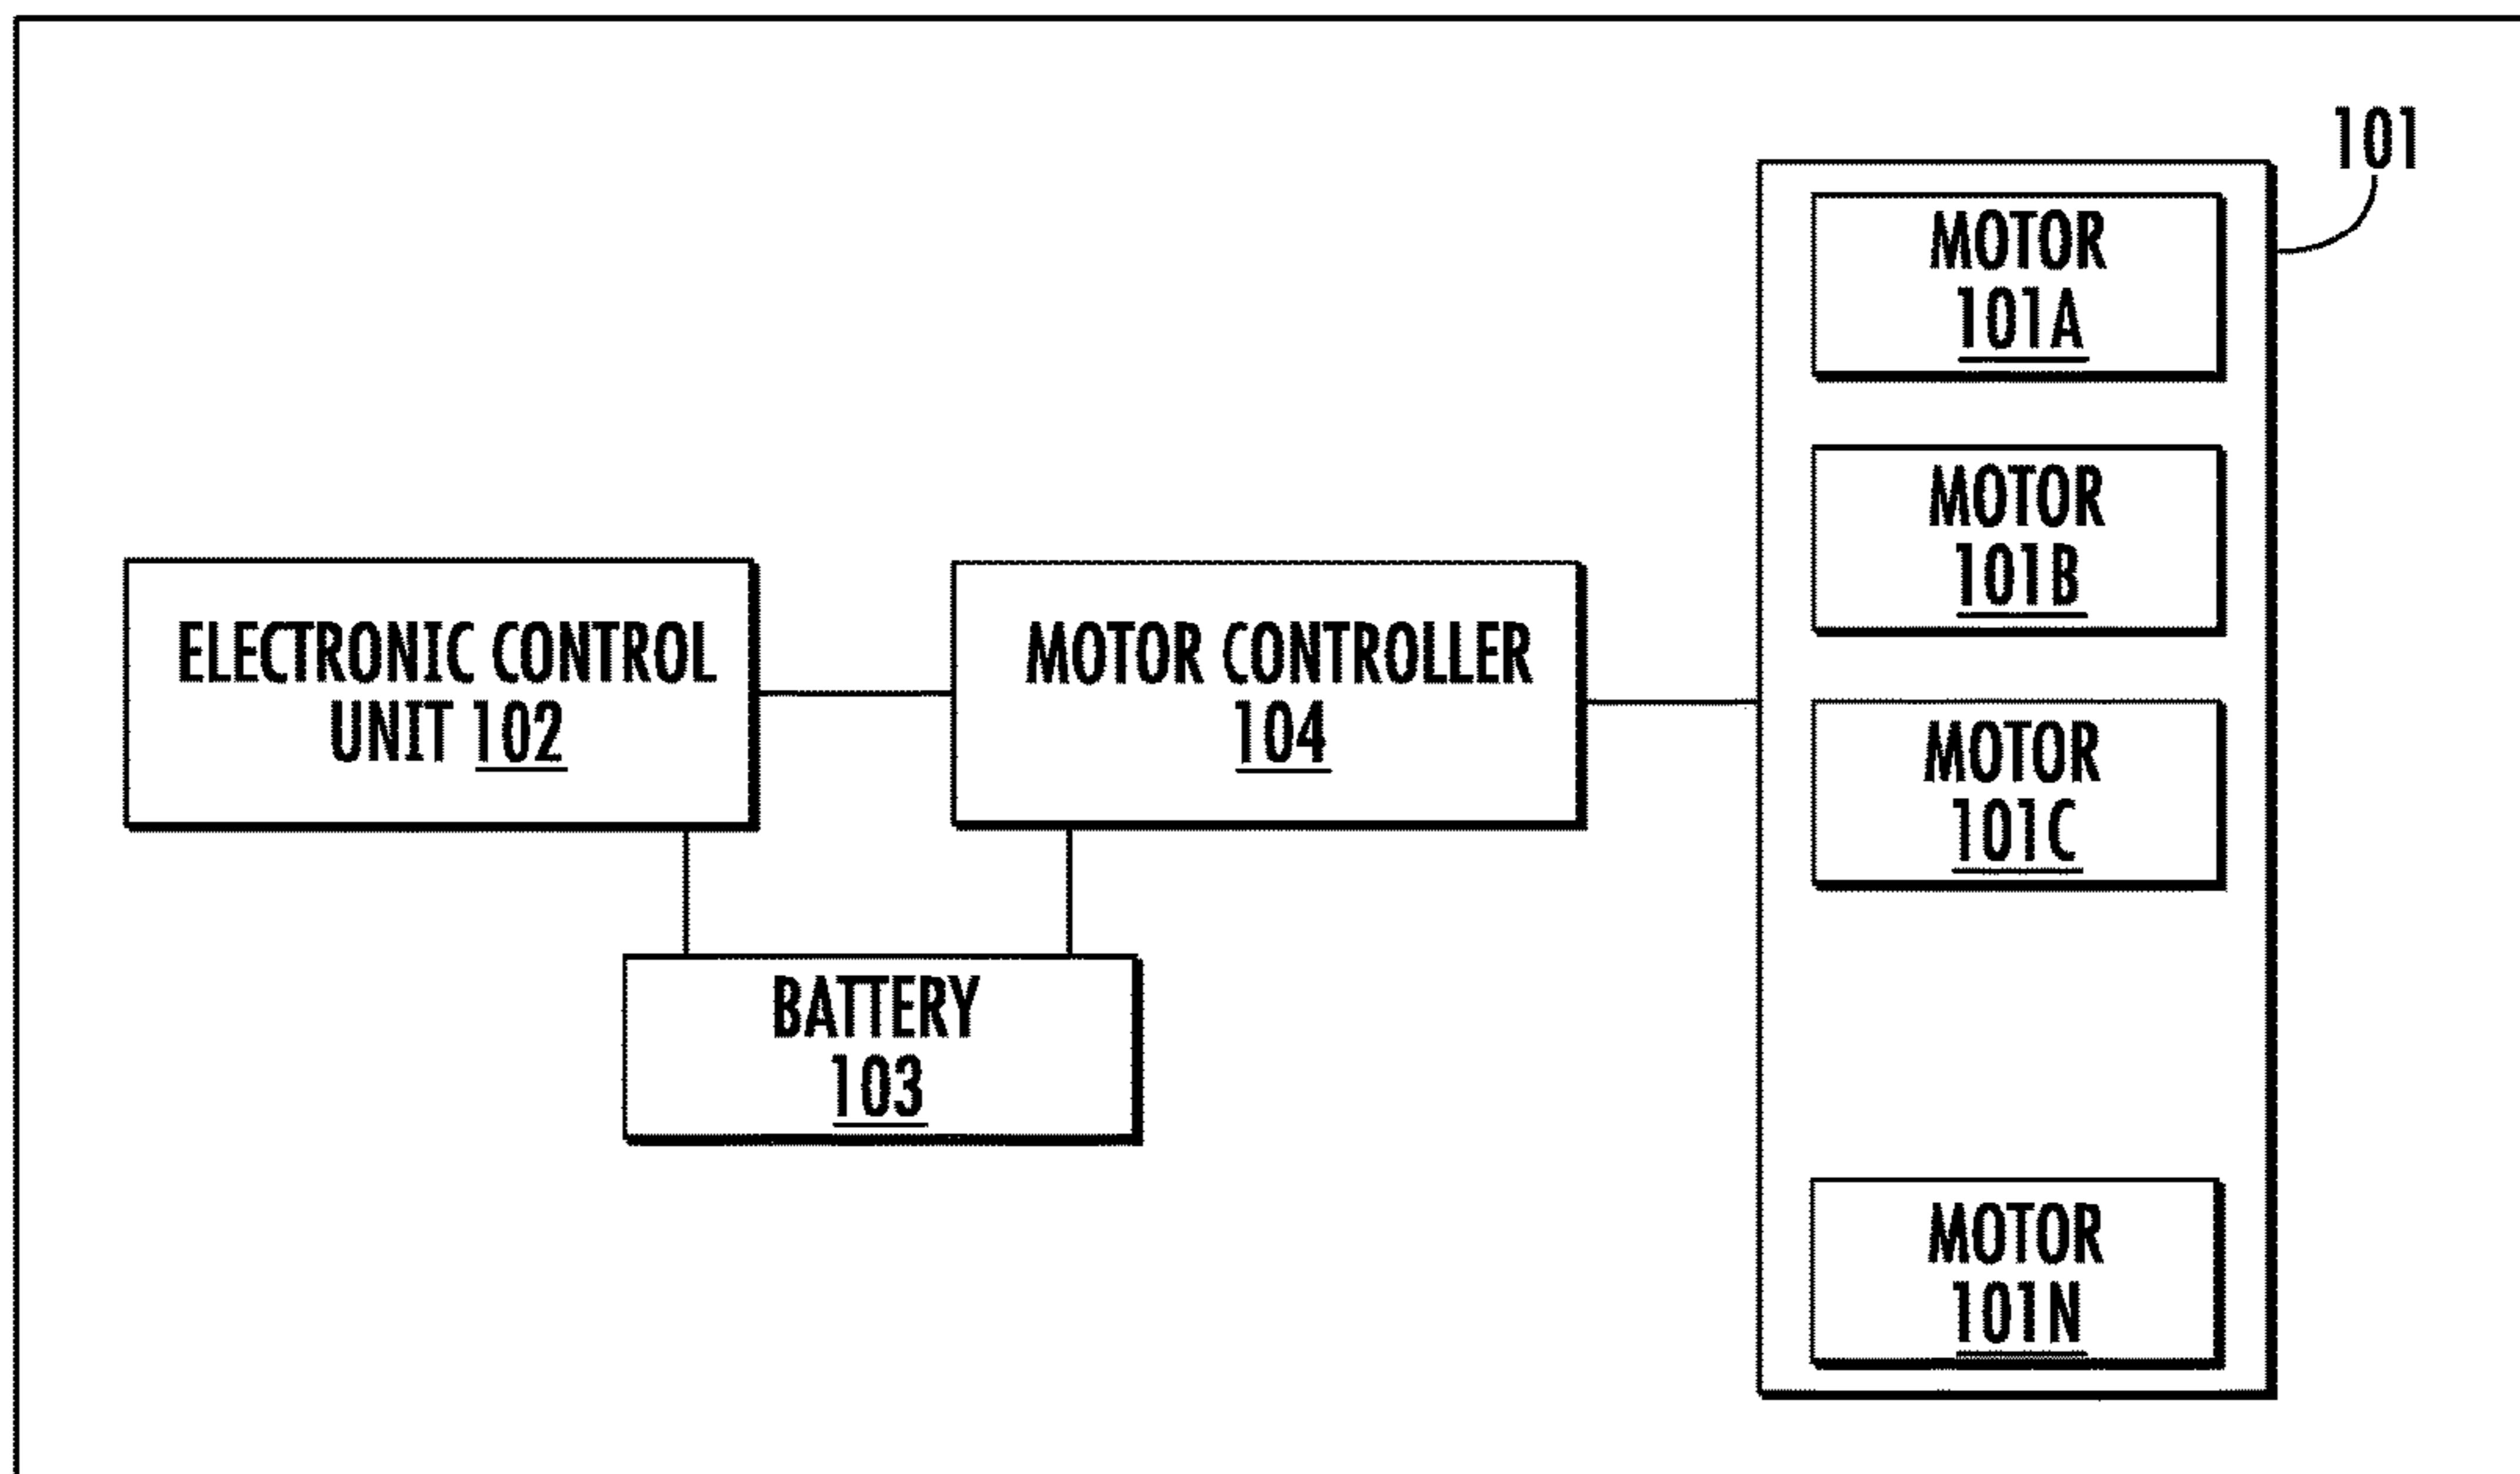 101
MOTOR
101A
MOTOR
101B
ELECTRONIC CONTROL
UNIT 102
MOTOR CONTROLLER
104
MOTOR
101C
BATTERY
103
MOTOR
101N